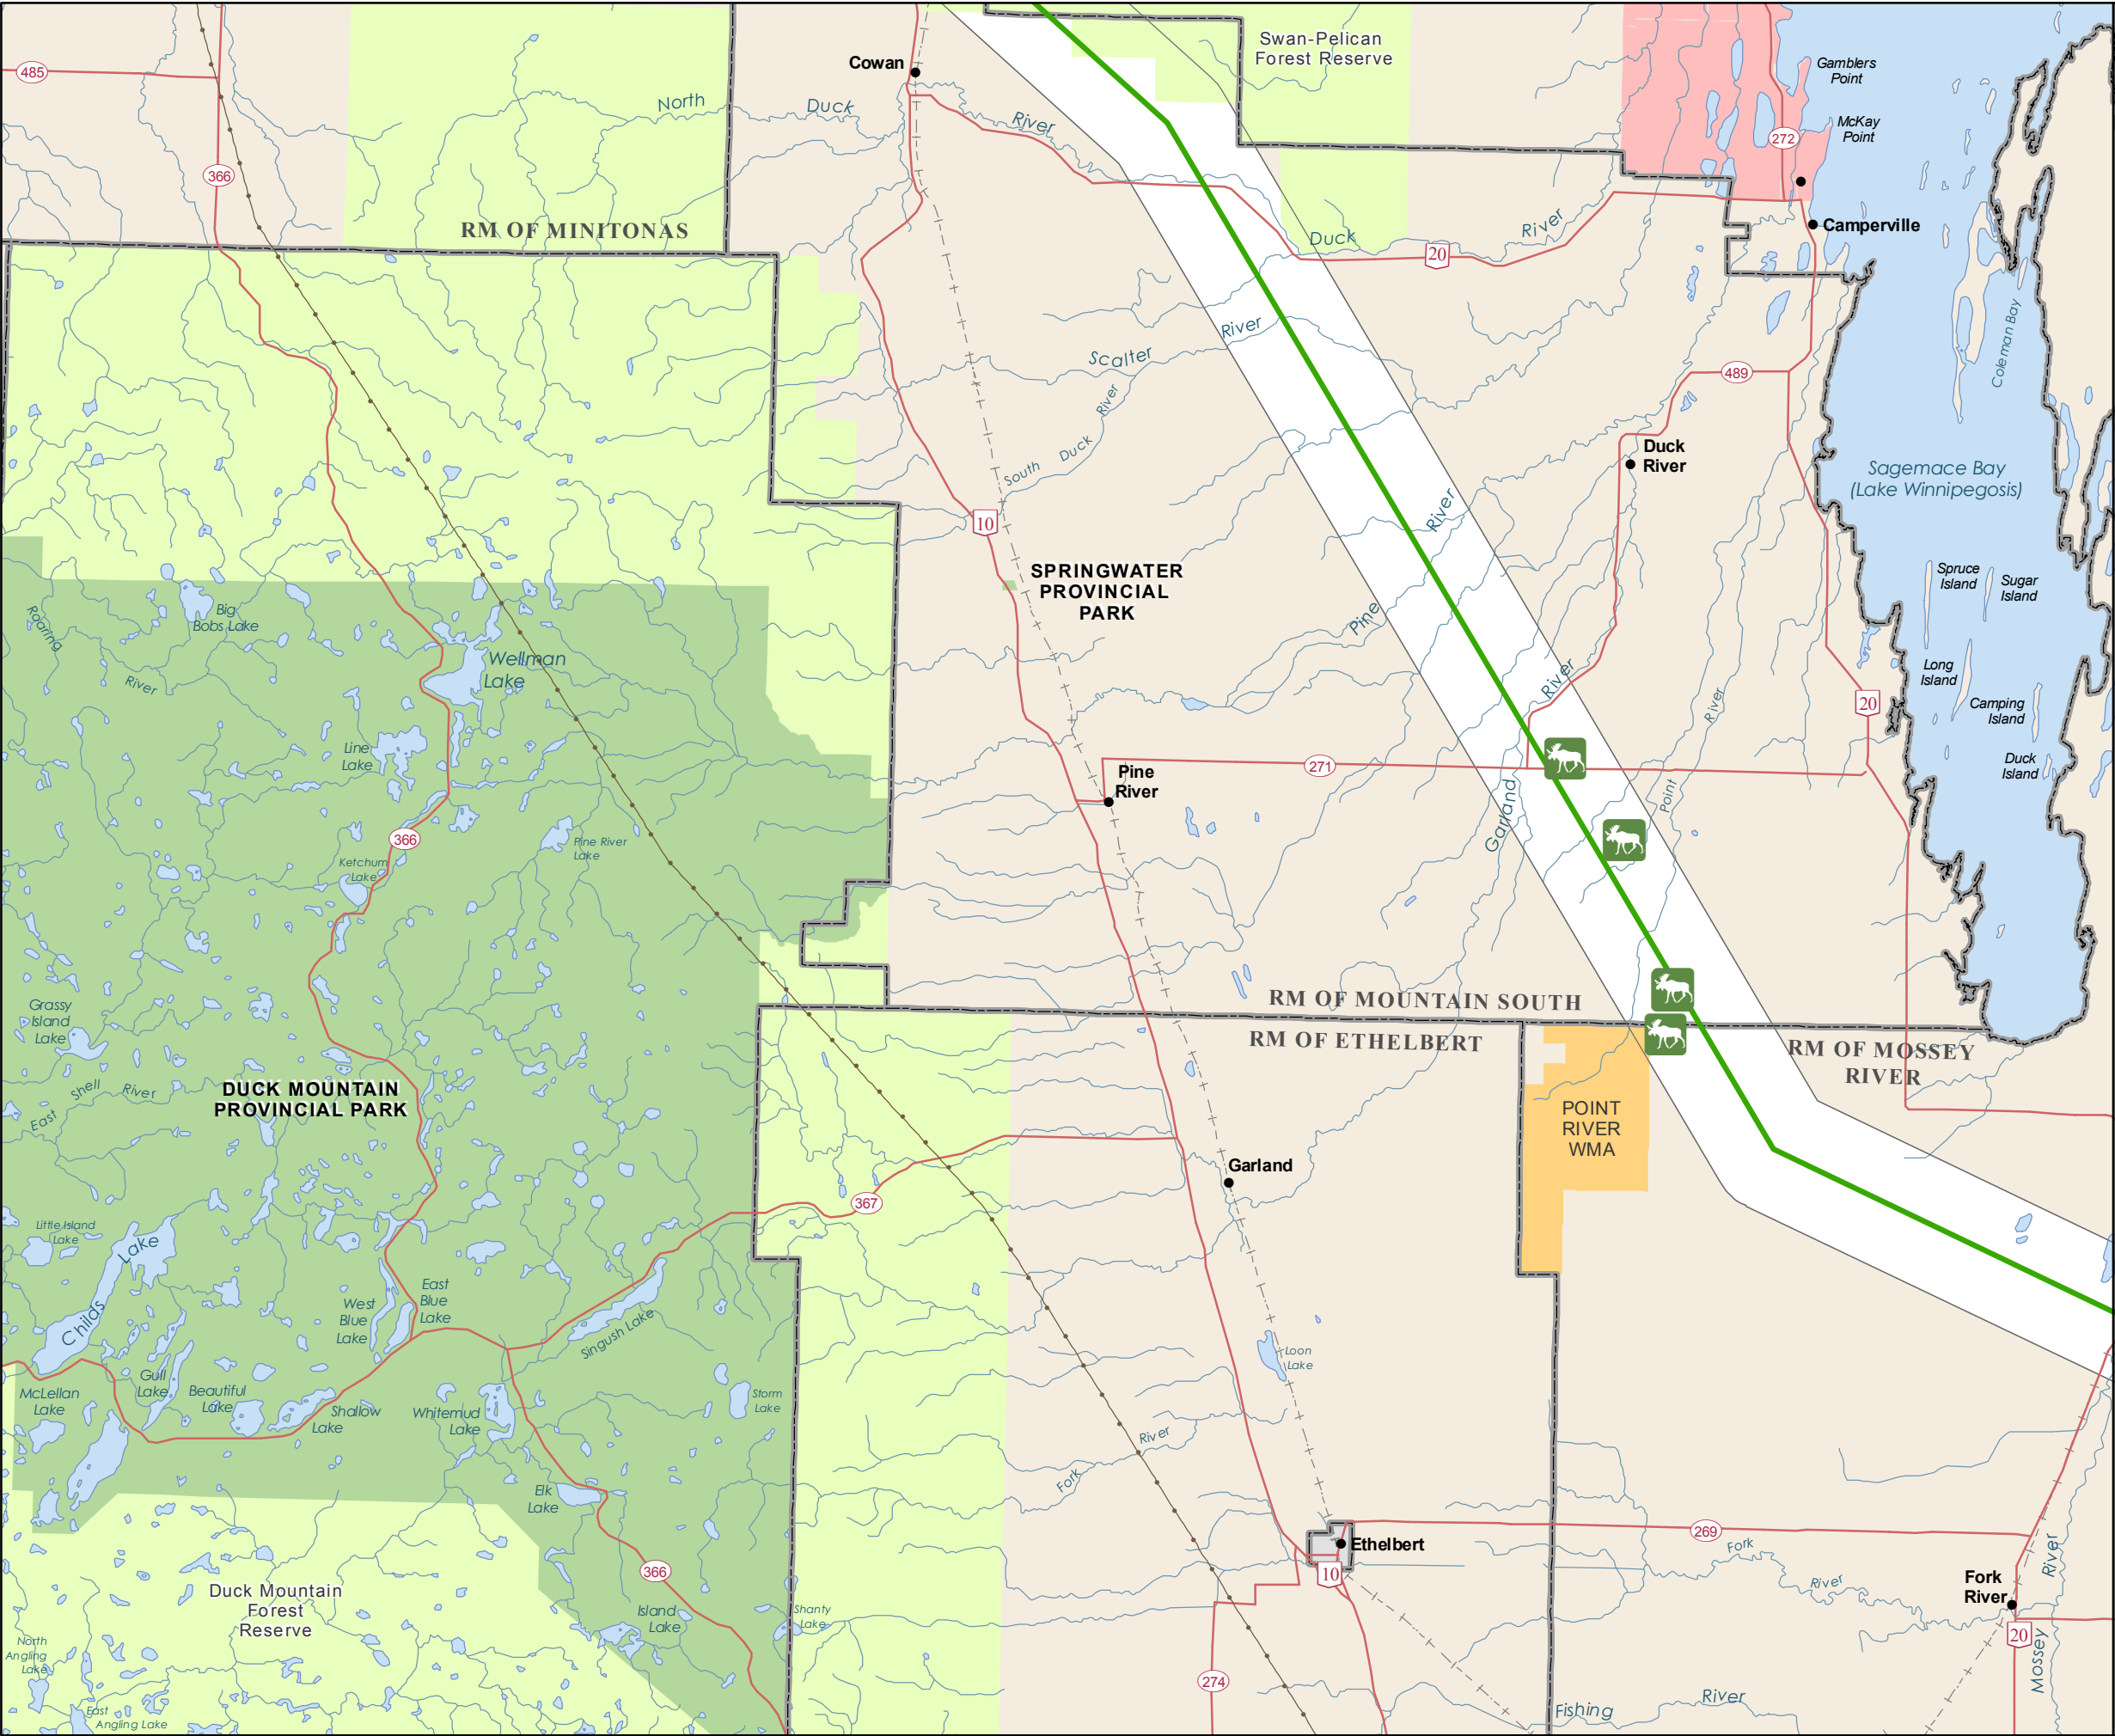 Swan-Pelican
Forest Reserve
Cowan
485
Gamblers
Point
North
Duck
River
McKay
Point
272
366
RM OF MINITONAS
Duck
River
20
Camperville
River
Scalter
Coleman Bay
489
River
Duck
South
Duck
River
Sagemace Bay
(Lake Winnipegosis)
10
River
SPRINGWATER
PROVINCIAL
PARK
Spruce
Island
Sugar
Island
Roaring
River
Big
Bobs Lake
Pine
Wellman
Lake
River
Long
Island
River
Camping
Island
20
Line
Lake
Duck
Island
Pine
River
271
Garland
Point
366
Pine River
Lake
Ketchum
Lake
Grassy
Island
Lake
RM OF MOUNTAIN SOUTH
RM OF ETHELBERT
RM OF MOSSEY
RIVER
East
Shell
River
DUCK MOUNTAIN
PROVINCIAL PARK
POINT
RIVER
WMA
Garland
367
Little Island
Lake
Childs
Lake
East
Blue
Lake
West
Blue
Lake
Singush Lake
Loon
Lake
McLellan
Lake
Gull
Lake
Beautiful
Lake
Shallow
Lake
Whitemud
Lake
Storm
Lake
Fork
River
Elk
Lake
269
Ethelbert
10
Fork
River
River
Fork
River
366
Duck Mountain
Forest
Reserve
Island
Lake
Shanty
Lake
20
Mossey
North
Angling
Lake
274
East
Angling Lake
Fishing
River